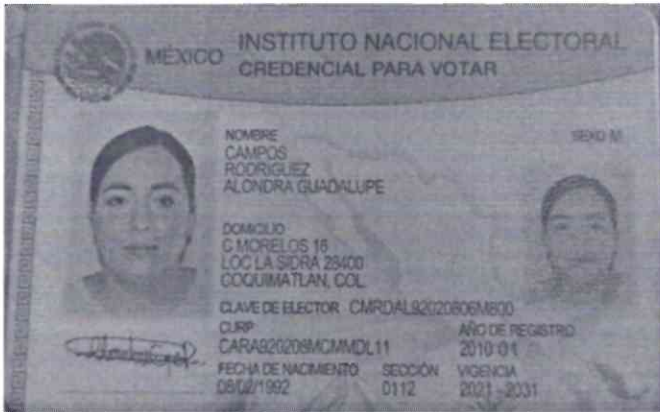 MÉXICO
INSTITUTO NACIONAL ELECTORAL
CREDENCIAL PARA VOTAR
NOMBRE
CAMPOS
RODRIGUEZ
ALONDRA GUADALUPE
SEXO M
DOMICILIO
C MORELOS 16
LOC LA SIDRA 28400
COQUIMATLAN, COL.
CLAVE DE ELECTOR CMRDAL92020806M800
CURP
CARA920208MCMMDL11
AÑO DE REGISTRO
2010 01
FECHA DE NACIMIENTO
08/02/1992
SECCIÓN
0112
VIGENCIA
2021 - 2031